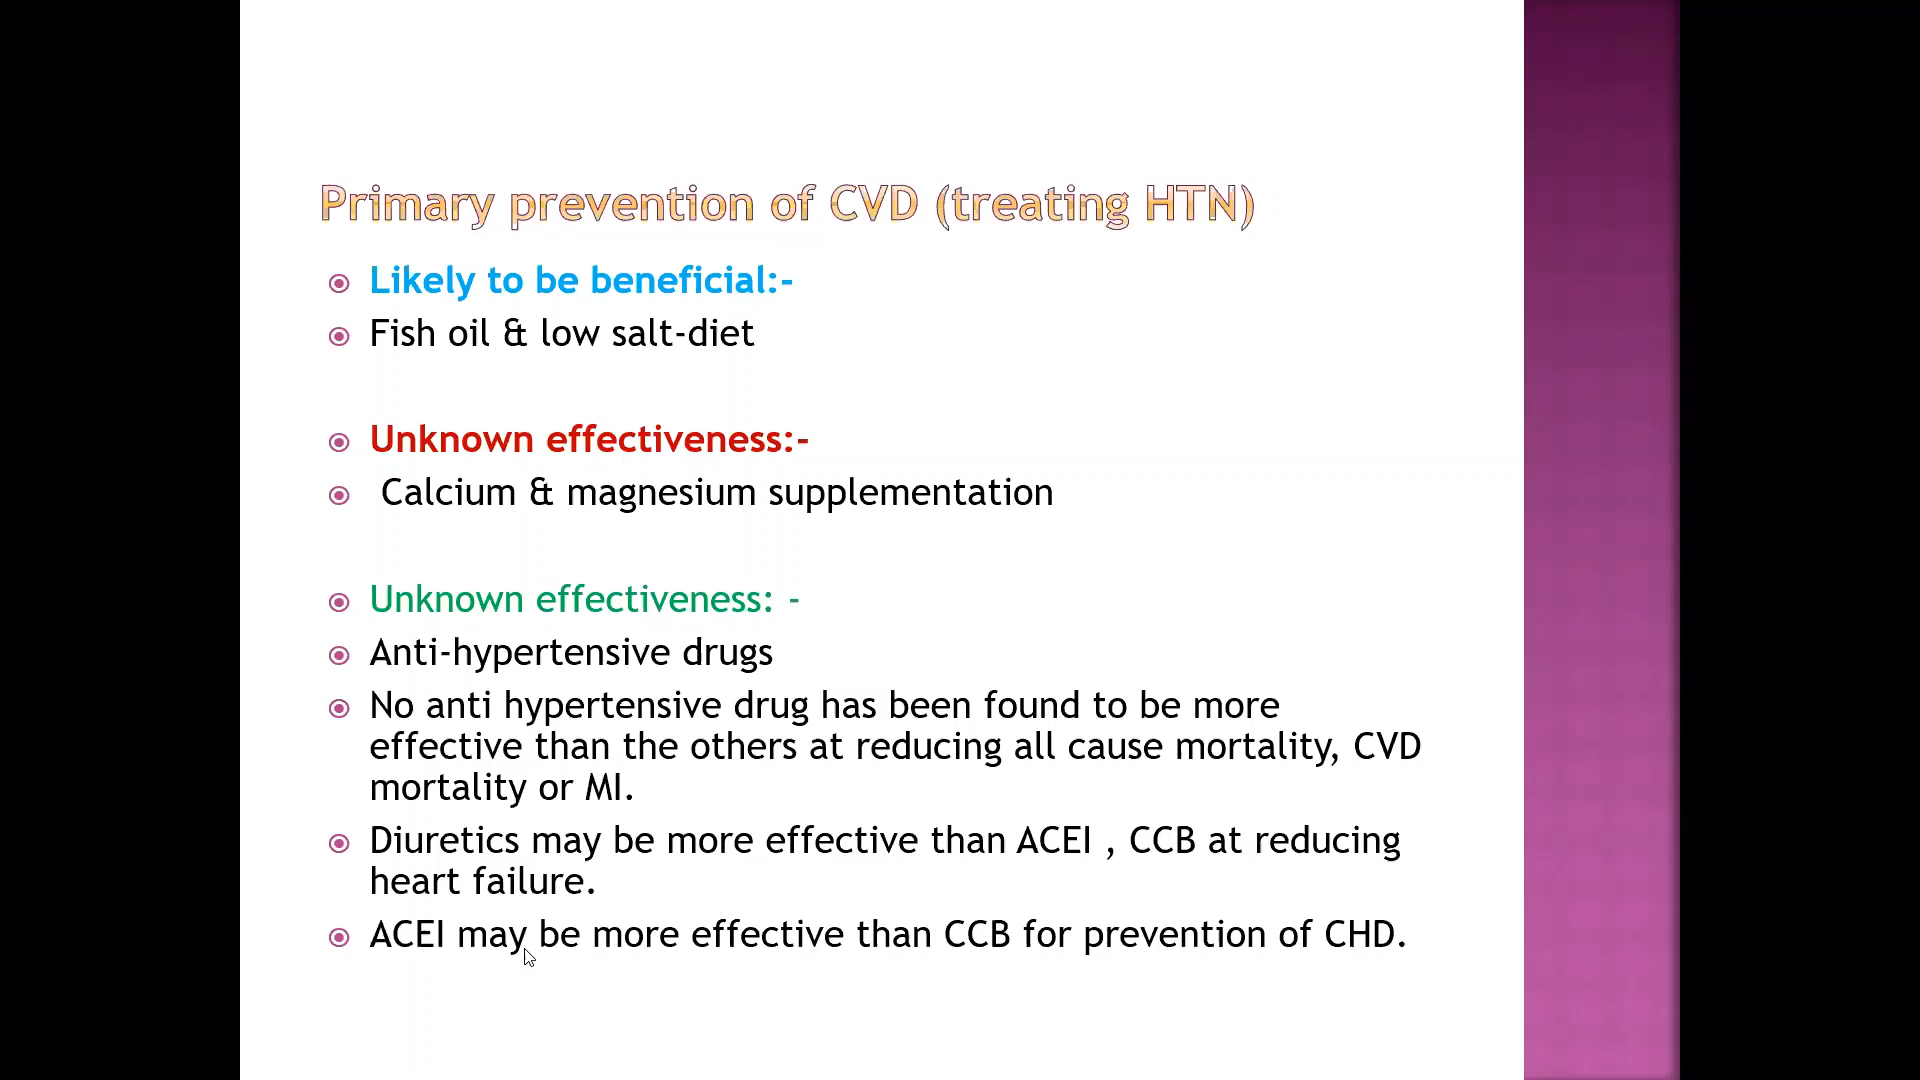 Primary prevention of CVD (treating HTN)
Likely to be beneficial:-
Fish oil & low salt-diet
Unknown effectiveness:-
Calcium & magnesium supplementation
Unknown effectiveness: -
Anti-hypertensive drugs
No anti hypertensive drug has been found to be more
effective than the others at reducing all cause mortality, CVD
mortality or MI.
Diuretics may be more effective than ACEI , CCB at reducing
heart failure.
ACEI may be more effective than CCB for prevention of CHD.